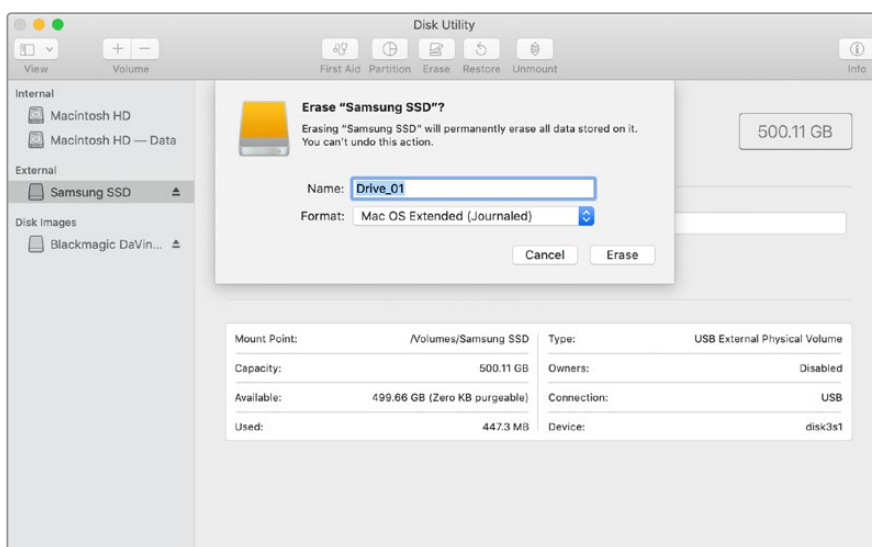 Disk Utility
View
Volume
First Aid
Partition
Erase
Restore
Unmount
Info
Internal
Macintosh HD
Macintosh HD — Data
External
Samsung SSD
Disk Images
Blackmagic DaVin...
Erase “Samsung SSD”?
Erasing “Samsung SSD” will permanently erase all data stored on it.
You can’t undo this action.
Name: Drive_01
Format: Mac OS Extended (Journaled)
Cancel
Erase
500.11 GB
Mount Point: /Volumes/Samsung SSD
Type: USB External Physical Volume
Capacity: 500.11 GB
Owners: Disabled
Available: 499.66 GB (Zero KB purgeable)
Connection: USB
Used: 447.3 MB
Device: disk3s1